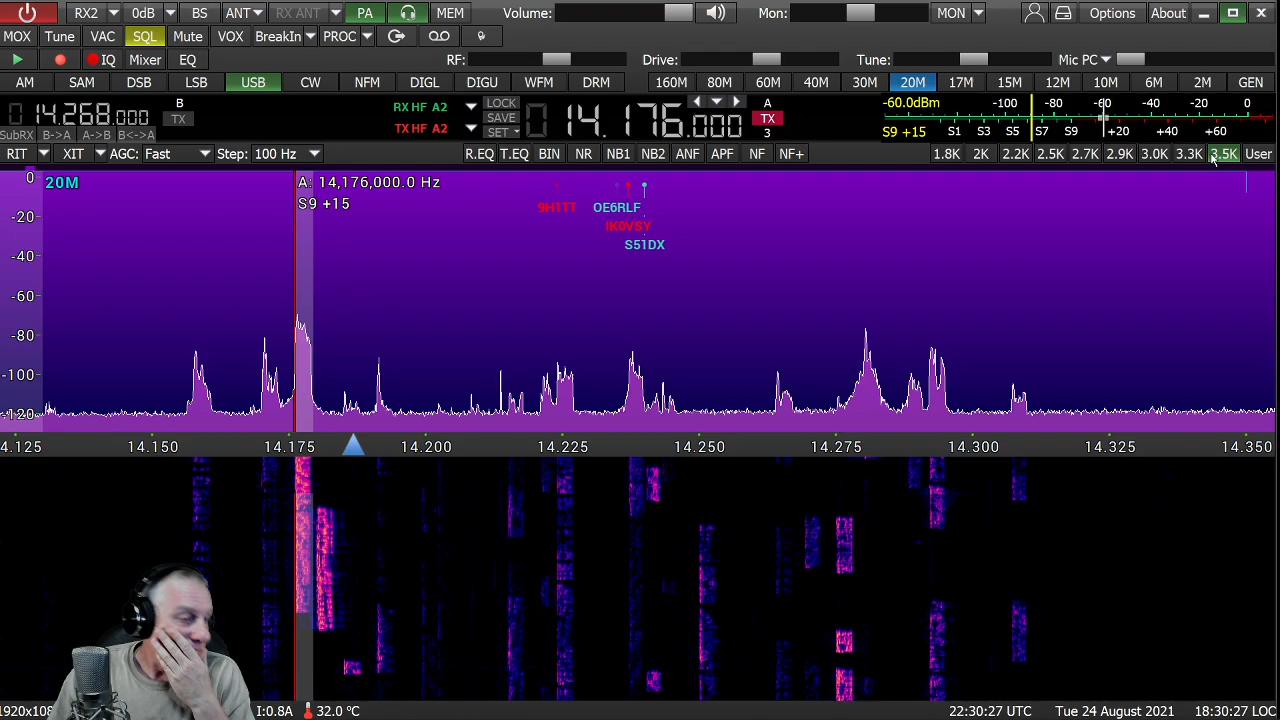 RX2 0dB BS ANT RX ANT PA MEM Volume: Mon: MON Options About
MOX Tune VAC SQL Mute VOX BreakIn PROC
IQ Mixer EQ RF: Drive: Tune: Mic PC
AM SAM DSB LSB USB CW NFM DIGL DIGU WFM DRM 160M 80M 60M 40M 30M 20M 17M 15M 12M 10M 6M 2M GEN
14.268.000 B TX
SubRX B->A A->B B<->A
RX HF A2 LOCK
SAVE
TX HF A2 SET
14.176.000 A TX 3
-60.0dBm -100 -80 -60 -40 -20 0
S9 +15 S1 S3 S5 S7 S9 +20 +40 +60
RIT XIT AGC: Fast Step: 100 Hz R.EQ T.EQ BIN NR NB1 NB2 ANF APF NF NF+ 1.8K 2K 2.2K 2.5K 2.7K 2.9K 3.0K 3.3K 3.5K User
0 20M A: 14,176,000.0 Hz
S9 +15
9H1TT OE6RLF
-20
IK0VSY
S51DX
-40
-60
-80
-100
-120
14.125 14.150 14.175 14.200 14.225 14.250 14.275 14.300 14.325 14.350
1920x108 I:0.8A 32.0 °C 22:30:27 UTC Tue 24 August 2021 18:30:27 LOC